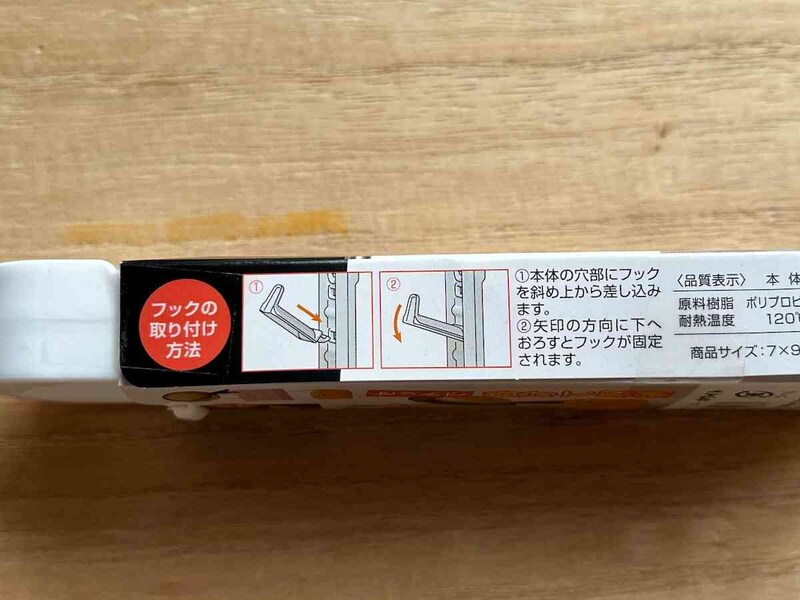 フックの
取り付け
方法
①
②
①本体の穴部にフック
を斜め上から差し込み
ます。
②矢印の方向に下へ
おろすとフックが固定
されます。
〈品質表示〉 本 体
原料樹脂 ポリプロピ
耐熱温度 120
商品サイズ:7×9